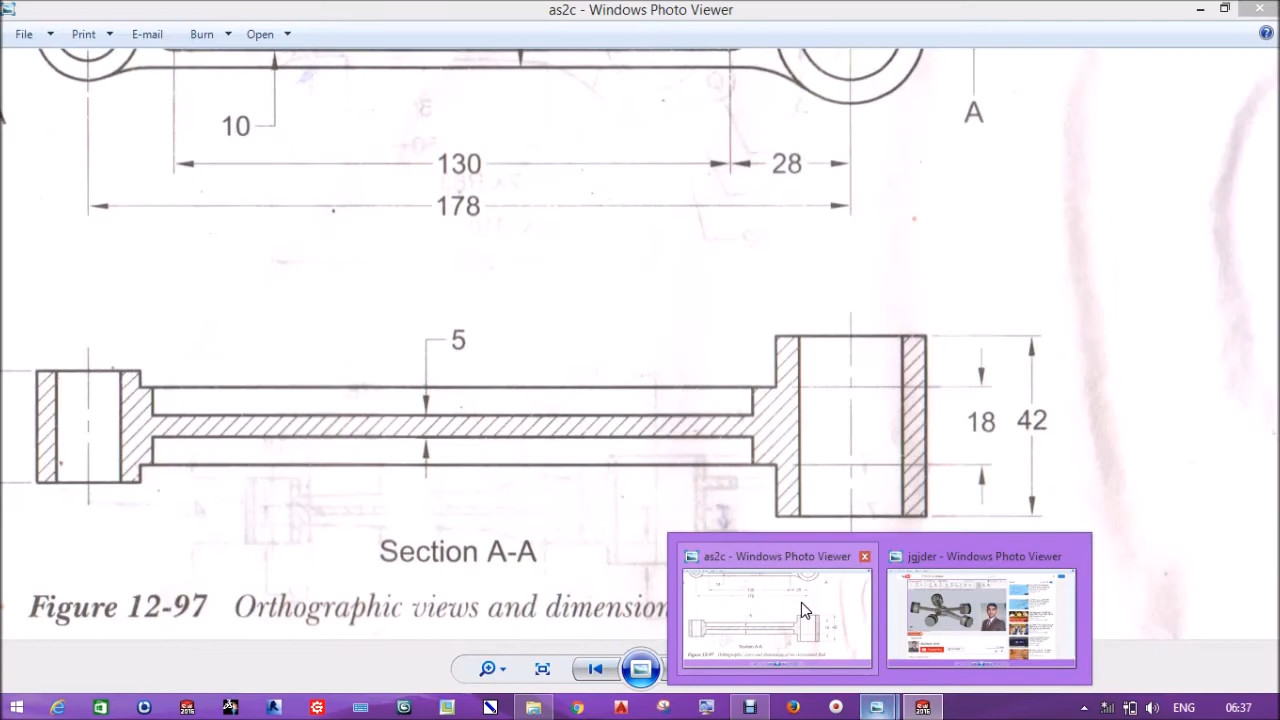 as2c - Windows Photo Viewer
File Print E-mail Burn Open
10
A
130 28
178
5
18 42
Section A-A
Figure 12-97 Orthographic views and dimension
as2c - Windows Photo Viewer jgjder - Windows Photo Viewer
Section A-A
ENG 06:37